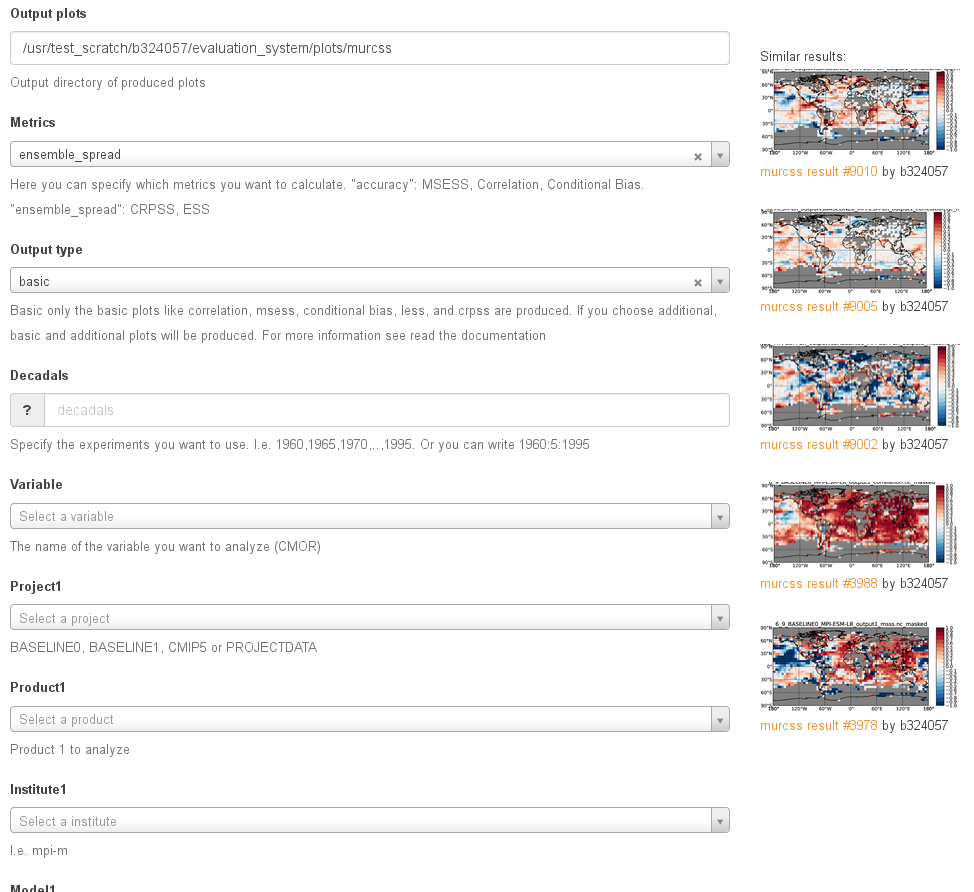 Output plots
/usr/test_scratch/b324057/evaluation_system/plots/murcss
Output directory of produced plots
Metrics
ensemble_spread
Here you can specify which metrics you want to calculate. "accuracy": MSESS, Correlation, Conditional Bias.
"ensemble_spread": CRPSS, ESS
Output type
basic
Basic only the basic plots like correlation, msess, conditional bias, less, and crpss are produced. If you choose additional,
basic and additional plots will be produced. For more information see read the documentation
Decadals
?
decadals
Specify the experiments you want to use. I.e. 1960,1965,1970,..,1995. Or you can write 1960:5:1995
Variable
Select a variable
The name of the variable you want to analyze (CMOR)
Project1
Select a project
BASELINE0, BASELINE1, CMIP5 or PROJECTDATA
Product1
Select a product
Product 1 to analyze
Institute1
Select a institute
I.e. mpi-m
Model1
Similar results:
murcss result #9010 by b324057
murcss result #9005 by b324057
murcss result #9002 by b324057
murcss result #3988 by b324057
6_9_BASELINE0_MPI-ESM-LR_output1_msss.nc_masked
murcss result #3978 by b324057